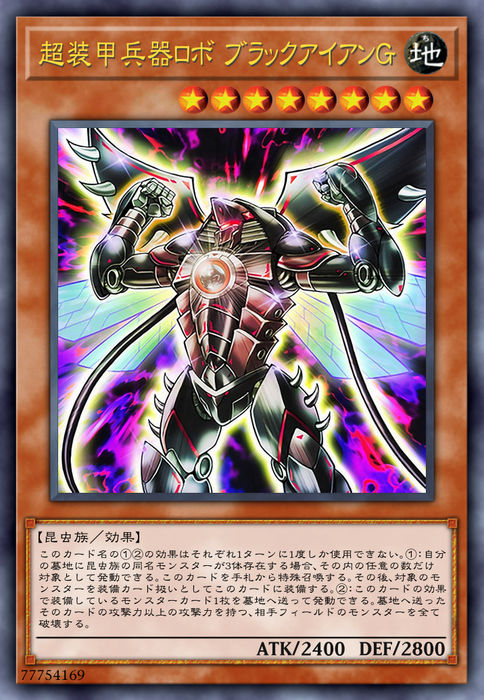 超装甲兵器ロボ ブラックアイアンG
ち
地
【昆虫族／効果】
このカード名の①②の効果はそれぞれ1ターンに1度しか使用できない。①：自分
の墓地に昆虫族の同名モンスターが3体存在する場合、その内の任意の数だけ
対象として発動できる。このカードを手札から特殊召喚する。その後、対象のモ
ンスターを装備カード扱いとしてこのカードに装備する。②：このカードの効果
で装備しているモンスターカード1枚を墓地へ送って発動できる。墓地へ送った
そのカードの攻撃力以上の攻撃力を持つ、相手フィールドのモンスターを全て
破壊する。
ATK/2400 DEF/2800
77754169